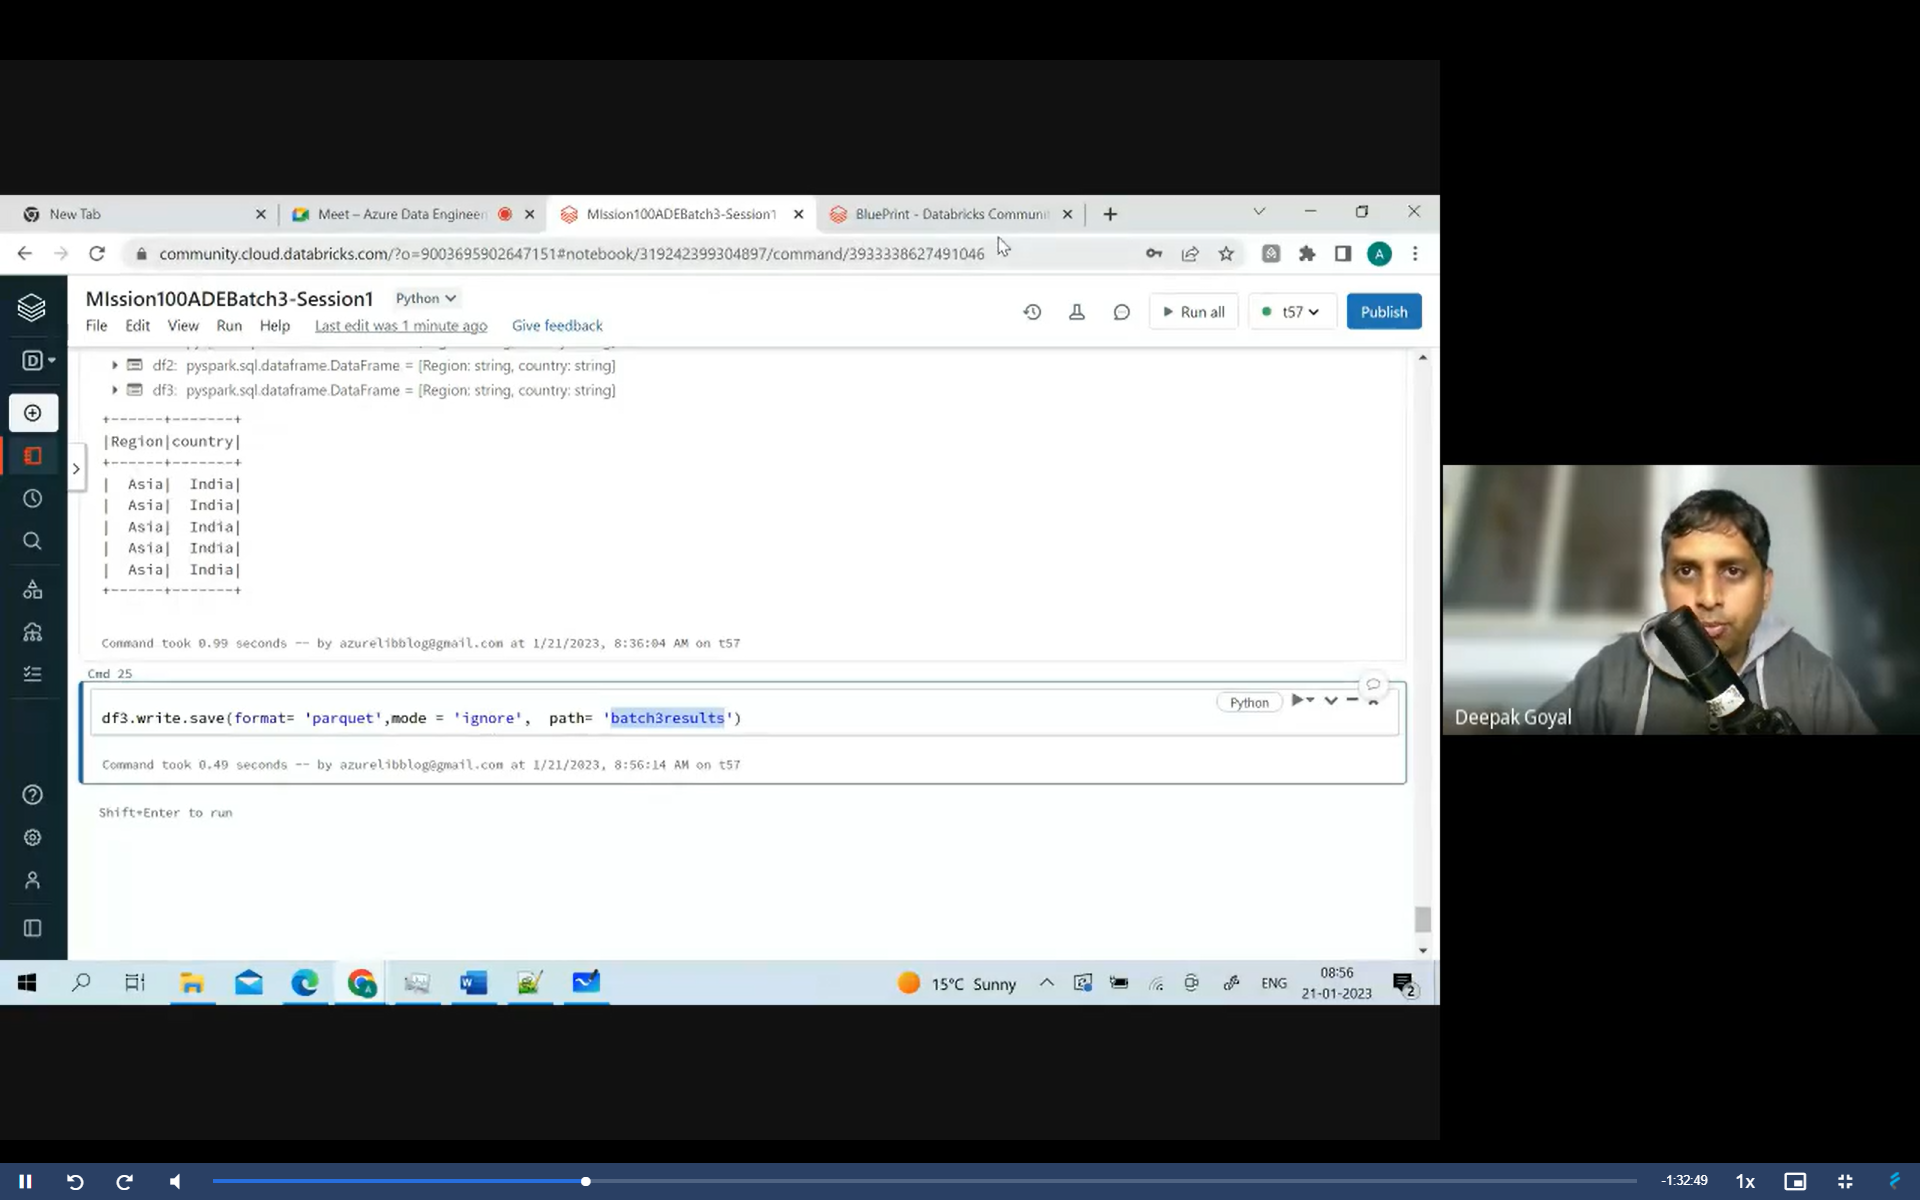 New Tab
Meet – Azure Data Engineer
MIssion100ADEBatch3-Session1
BluePrint - Databricks Communi
community.cloud.databricks.com/?o=9003695902647151#notebook/319242399304897/command/3933338627491046
A
MIssion100ADEBatch3-Session1
Python
File Edit View Run Help Last edit was 1 minute ago Give feedback
Run all
t57
Publish
D
df2: pyspark.sql.dataframe.DataFrame = [Region: string, country: string]
df3: pyspark.sql.dataframe.DataFrame = [Region: string, country: string]
+------+-------+
|Region|country|
+------+-------+
|  Asia|  India|
|  Asia|  India|
|  Asia|  India|
|  Asia|  India|
|  Asia|  India|
+------+-------+
Command took 0.99 seconds -- by azurelibblog@gmail.com at 1/21/2023, 8:36:04 AM on t57
Cmd 25
Python
df3.write.save(format= 'parquet',mode = 'ignore',  path= 'batch3results')
Command took 0.49 seconds -- by azurelibblog@gmail.com at 1/21/2023, 8:56:14 AM on t57
Shift+Enter to run
Deepak Goyal
15°C Sunny
ENG
08:56
21-01-2023
2
-1:32:49
1x